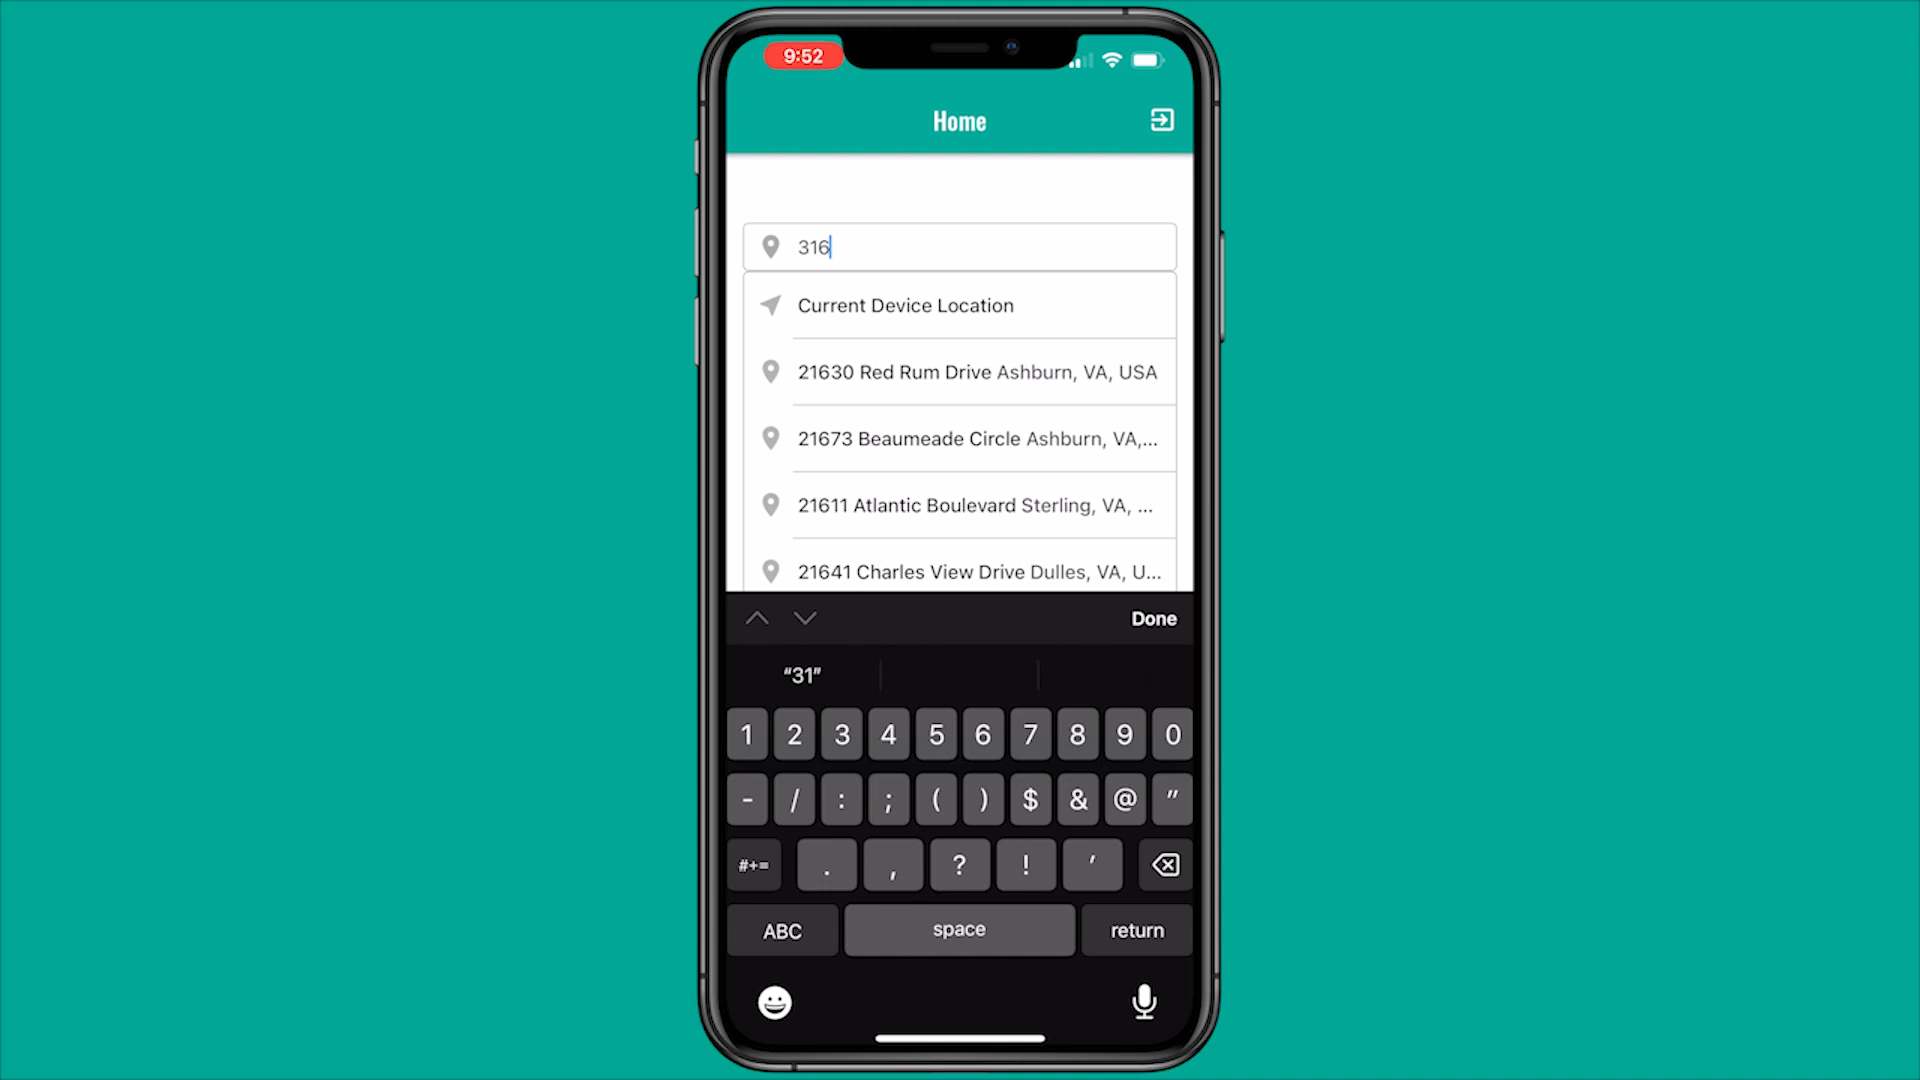 9:52
Home
316
Current Device Location
21630 Red Rum Drive Ashburn, VA, USA
21673 Beaumeade Circle Ashburn, VA,...
21611 Atlantic Boulevard Sterling, VA, ...
21641 Charles View Drive Dulles, VA, U...
Done
“31”
1 2 3 4 5 6 7 8 9 0
- / : ; ( ) $ & @ "
#+= . , ? ! '
ABC space return